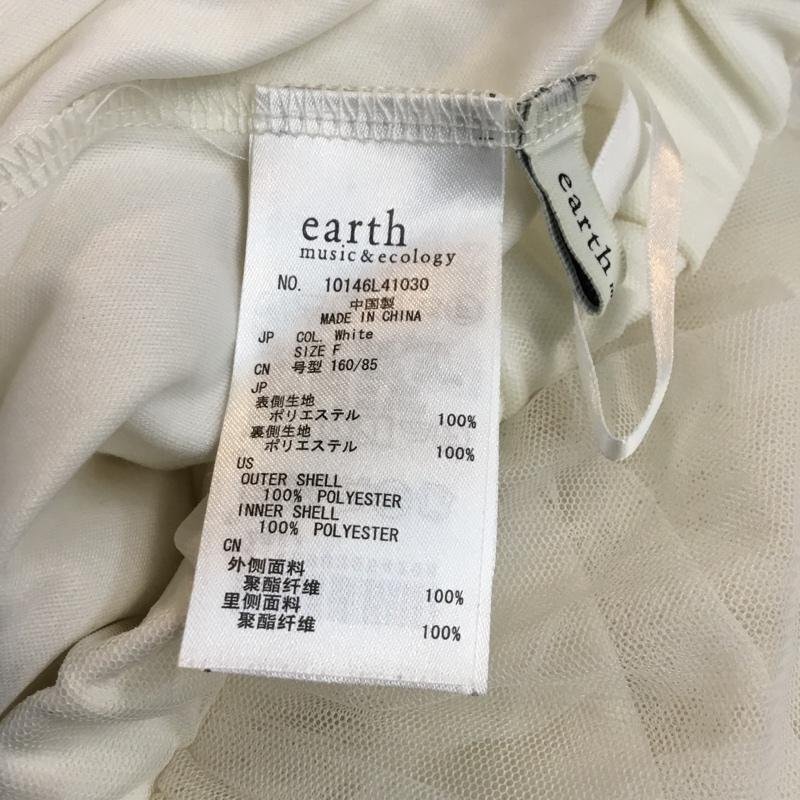 earth
music&ecology
NO. 10146L41030
中国製
MADE IN CHINA
JP COL. White
SIZE F
CN 号型 160/85
JP
表側生地
ポリエステル 100%
裏側生地
ポリエステル 100%
US
OUTER SHELL
100% POLYESTER
INNER SHELL
100% POLYESTER
CN
外侧面料
聚酯纤维 100%
里侧面料
聚酯纤维 100%
earth